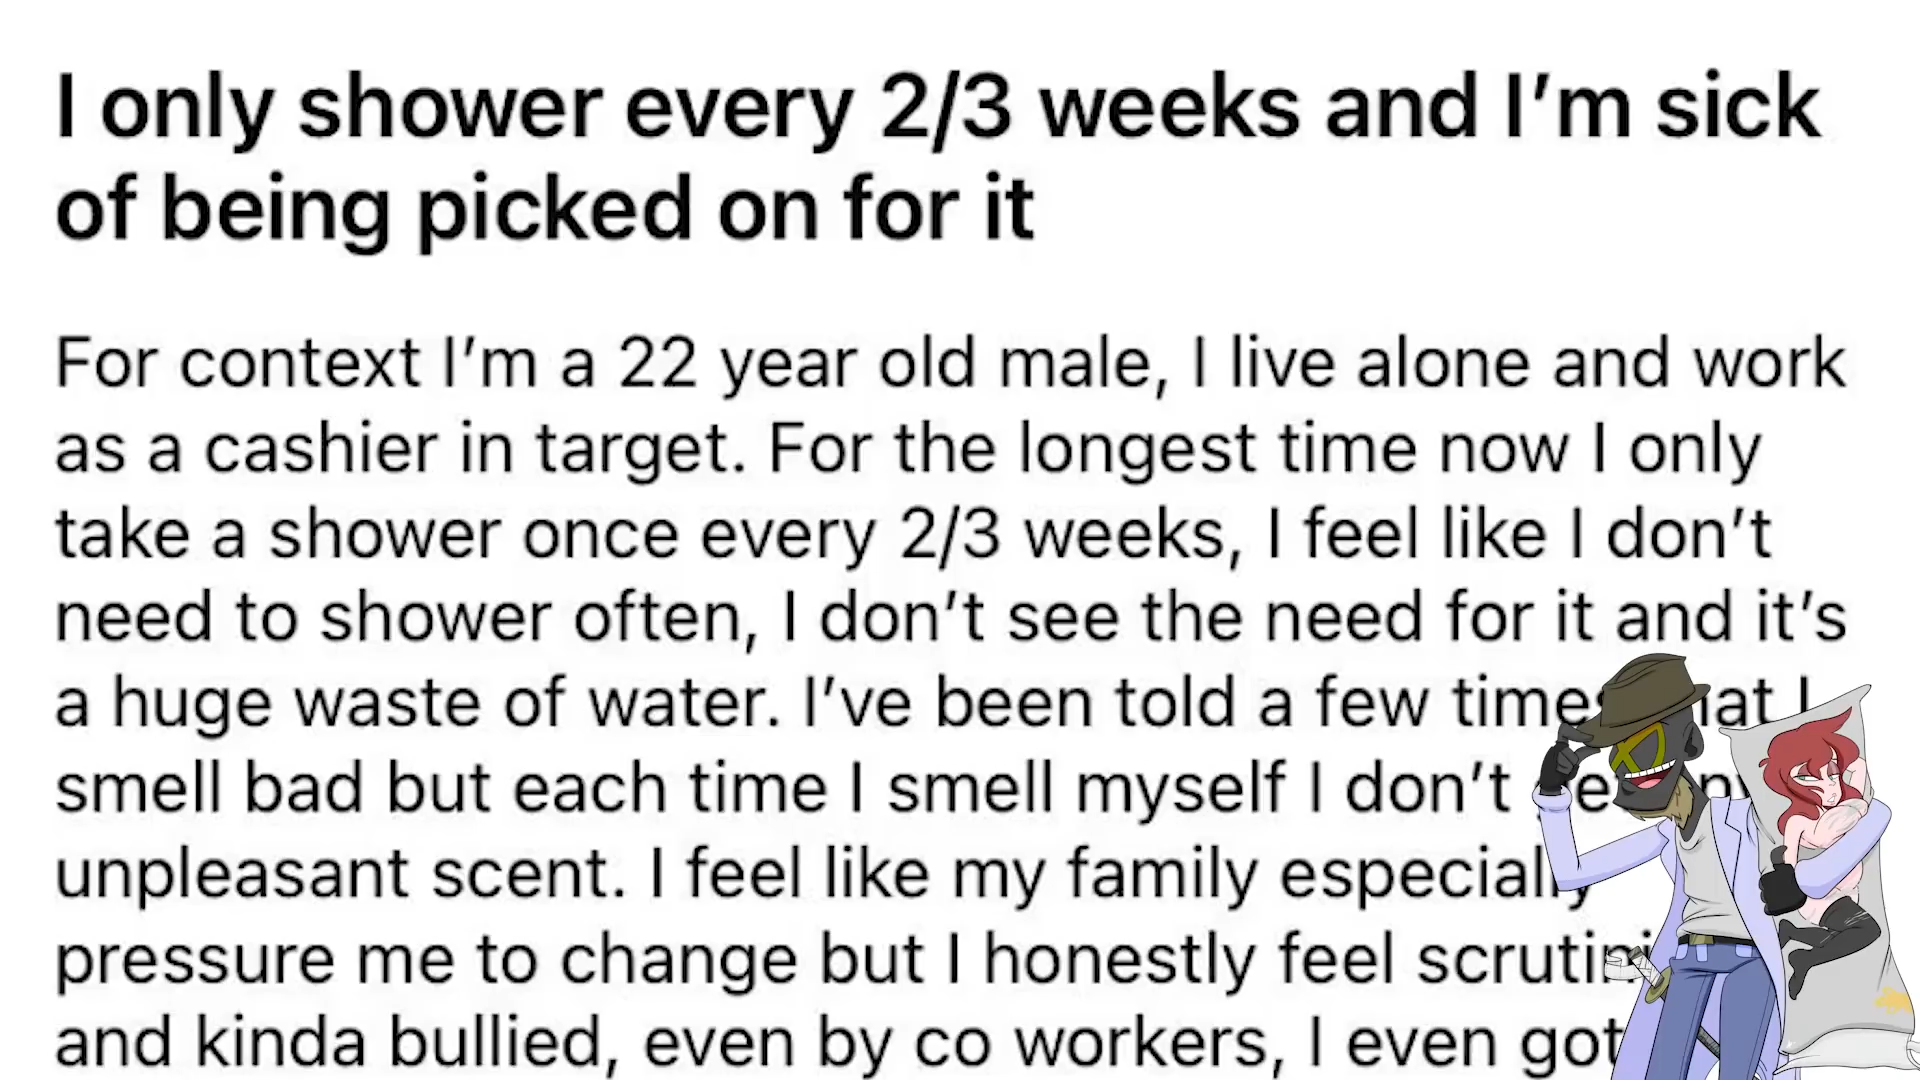 I only shower every 2/3 weeks and I'm sick
of being picked on for it
For context I'm a 22 year old male, I live alone and work
as a cashier in target. For the longest time now I only
take a shower once every 2/3 weeks, I feel like I don't
need to shower often, I don't see the need for it and it's
a huge waste of water. I've been told a few times that I
smell bad but each time I smell myself I don't
unpleasant scent. I feel like my family especially
pressure me to change but I honestly feel
and kinda bullied, even by co workers, I even got